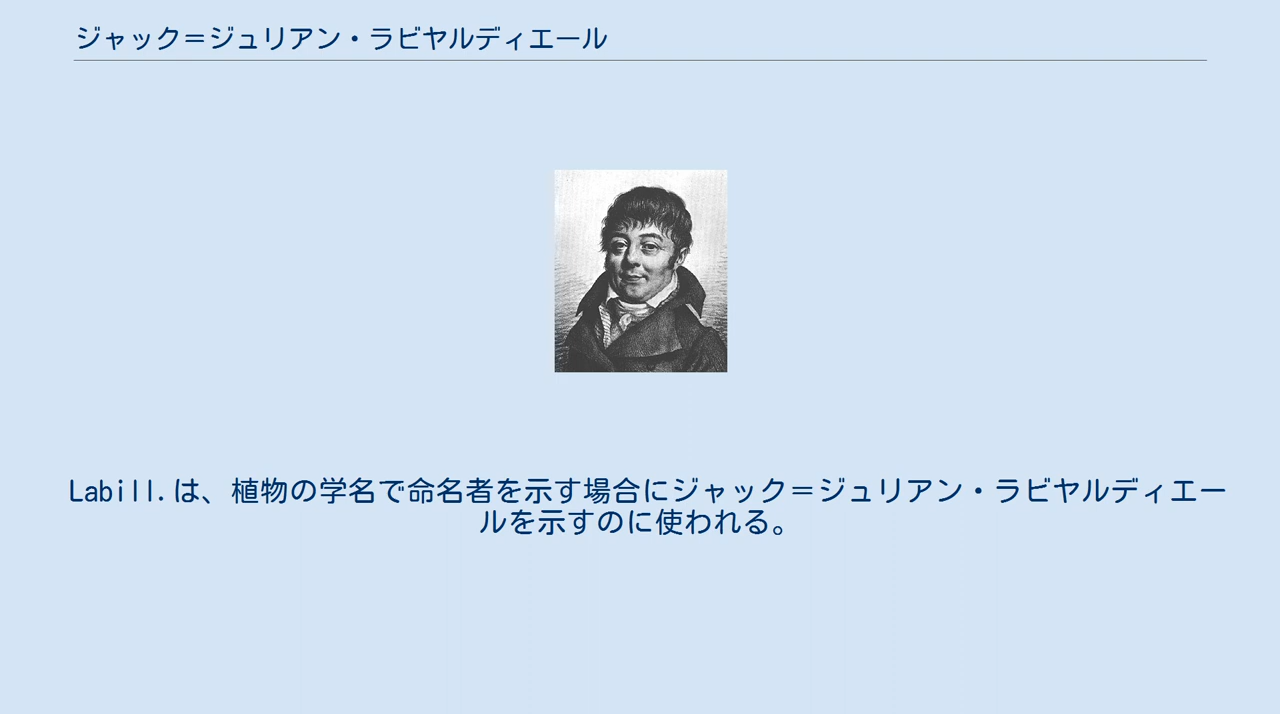 ジャック＝ジュリアン・ラビヤルディエール
Labill.は、植物の学名で命名者を示す場合にジャック＝ジュリアン・ラビヤルディエー
ルを示すのに使われる。